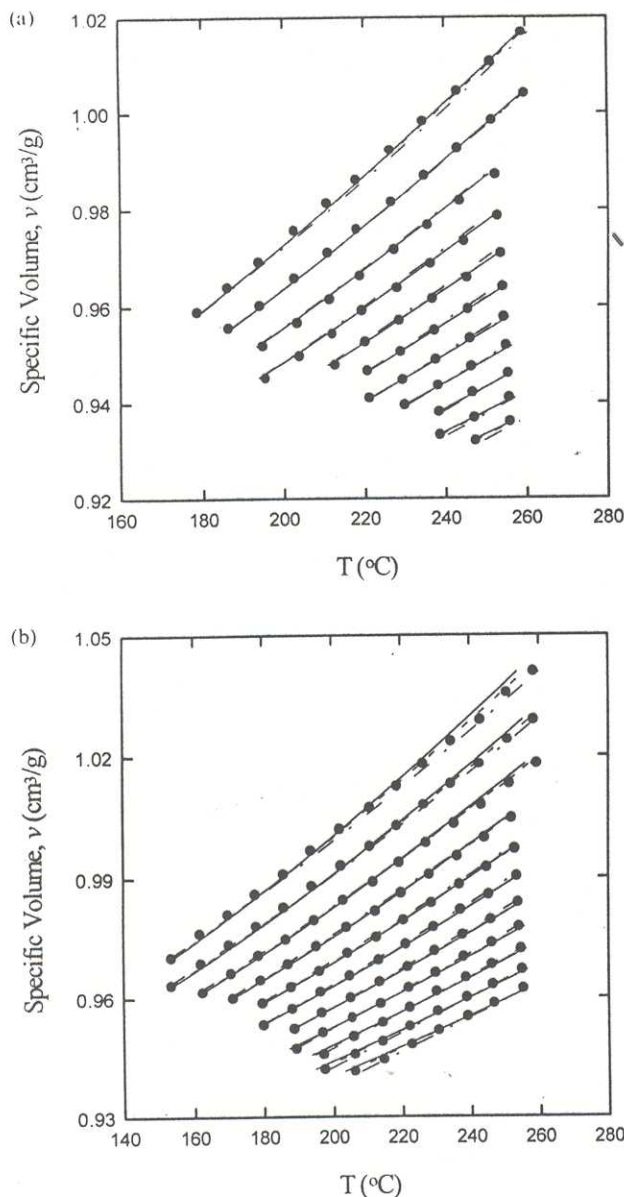 (a)
1.02
1.00
0.98
0.96
0.94
0.92
Specific Volume, v (cm³/g)
160 180 200 220 240 260 280
T (ºC)
(b)
1.05
1.02
0.99
0.96
0.93
Specific Volume, v (cm³/g)
140 160 180 200 220 240 260 280
T (ºC)